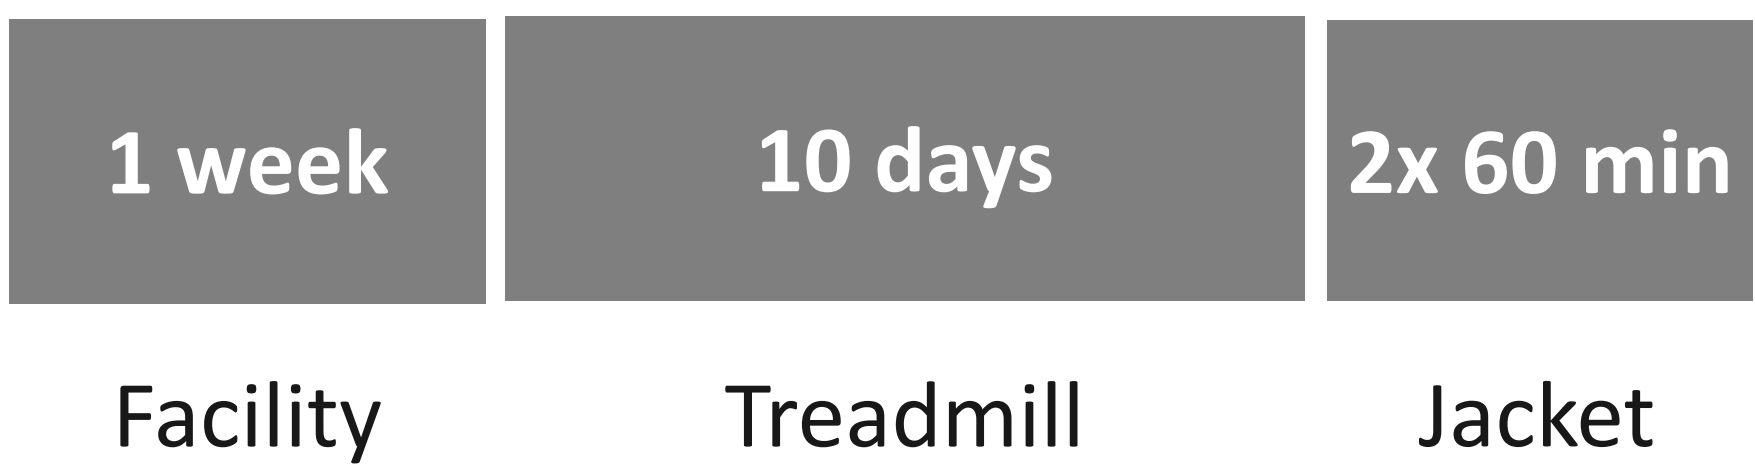 1 week
10 days
2x 60 min
Facility
Treadmill
Jacket